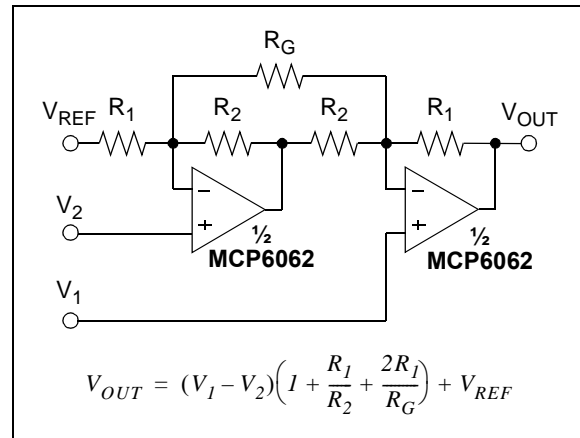 R_G
V_REF R_1 R_2 R_2 R_1 V_OUT
V_2
– +
– +
½ MCP6062
½ MCP6062
V_1
V_OUT = (V_1 – V_2)(1 + R_1/R_2 + 2R_1/R_G) + V_REF